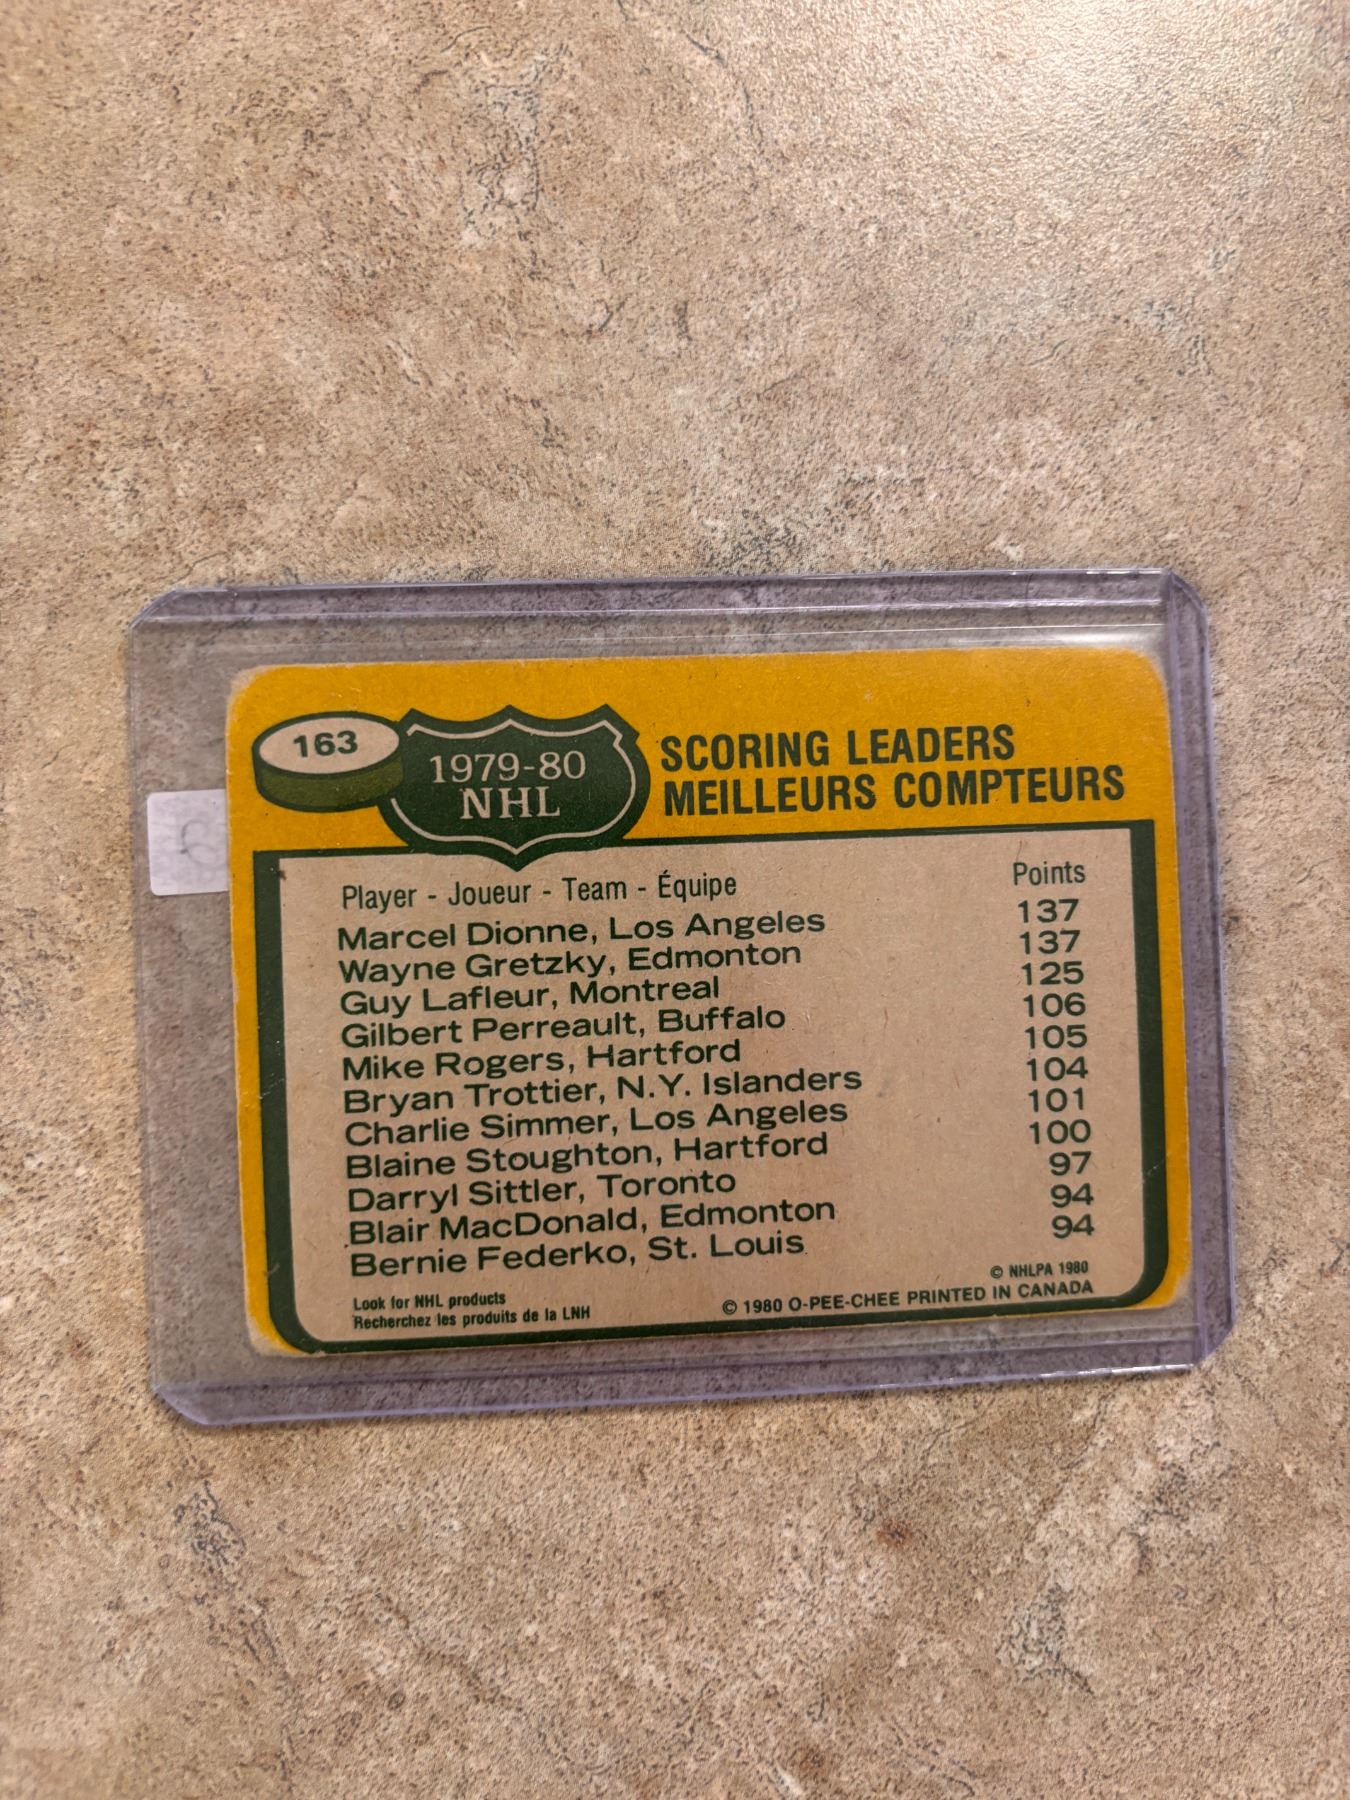 163
1979-80
NHL
SCORING LEADERS
MEILLEURS COMPTEURS
Player - Joueur - Team - Équipe Points
Marcel Dionne, Los Angeles 137
Wayne Gretzky, Edmonton 137
Guy Lafleur, Montreal 125
Gilbert Perreault, Buffalo 106
Mike Rogers, Hartford 105
Bryan Trottier, N.Y. Islanders 104
Charlie Simmer, Los Angeles 101
Blaine Stoughton, Hartford 100
Darryl Sittler, Toronto 97
Blair MacDonald, Edmonton 94
Bernie Federko, St. Louis 94
© NHLPA 1980
Look for NHL products
Recherchez les produits de la LNH
© 1980 O-PEE-CHEE PRINTED IN CANADA